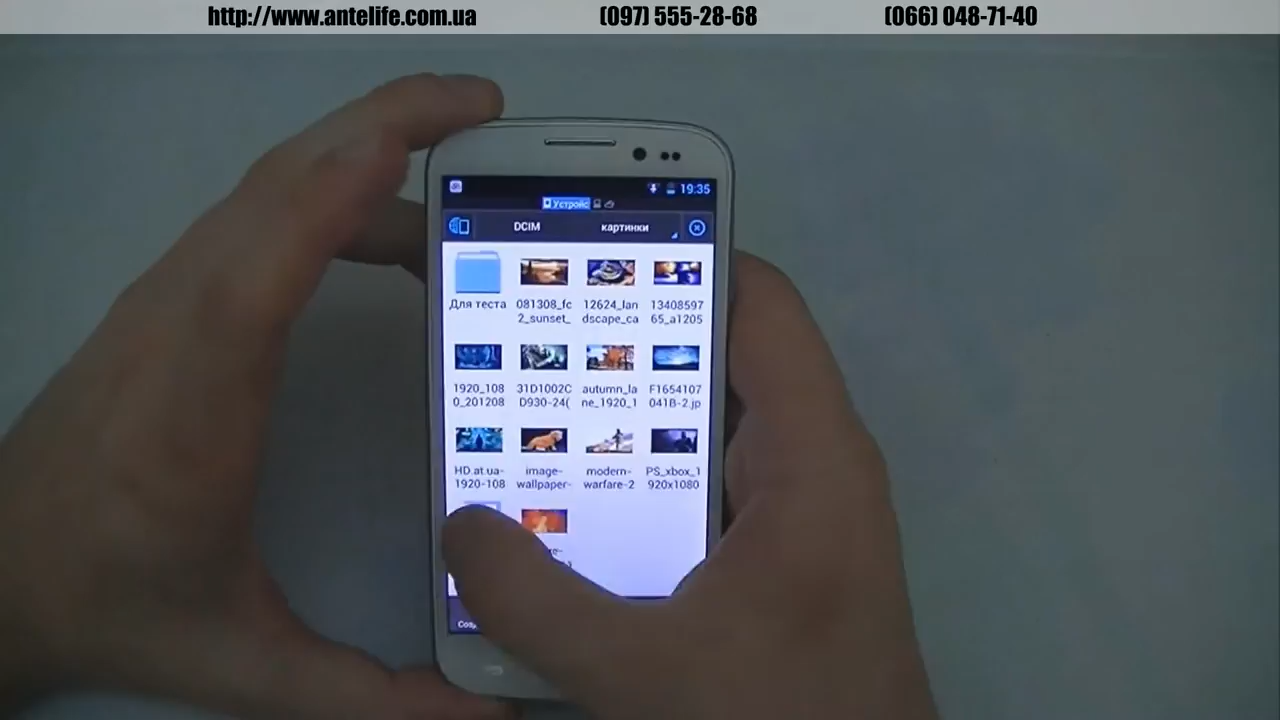 http://www.antelife.com.ua (097) 555-28-68 (066) 048-71-40
19:35
Устройс
DCIM картинки
Для теста 081308_fc 12624_lan 13408597
2_sunset_ dscape_ca 65_a1205
1920_108 31D1002C autumn_la F1654107
0_201208 D930-24( ne_1920_1 041B-2.jp
HD.at.ua- image- modern- PS_xbox_1
1920-108 wallpaper- warfare-2 920x1080